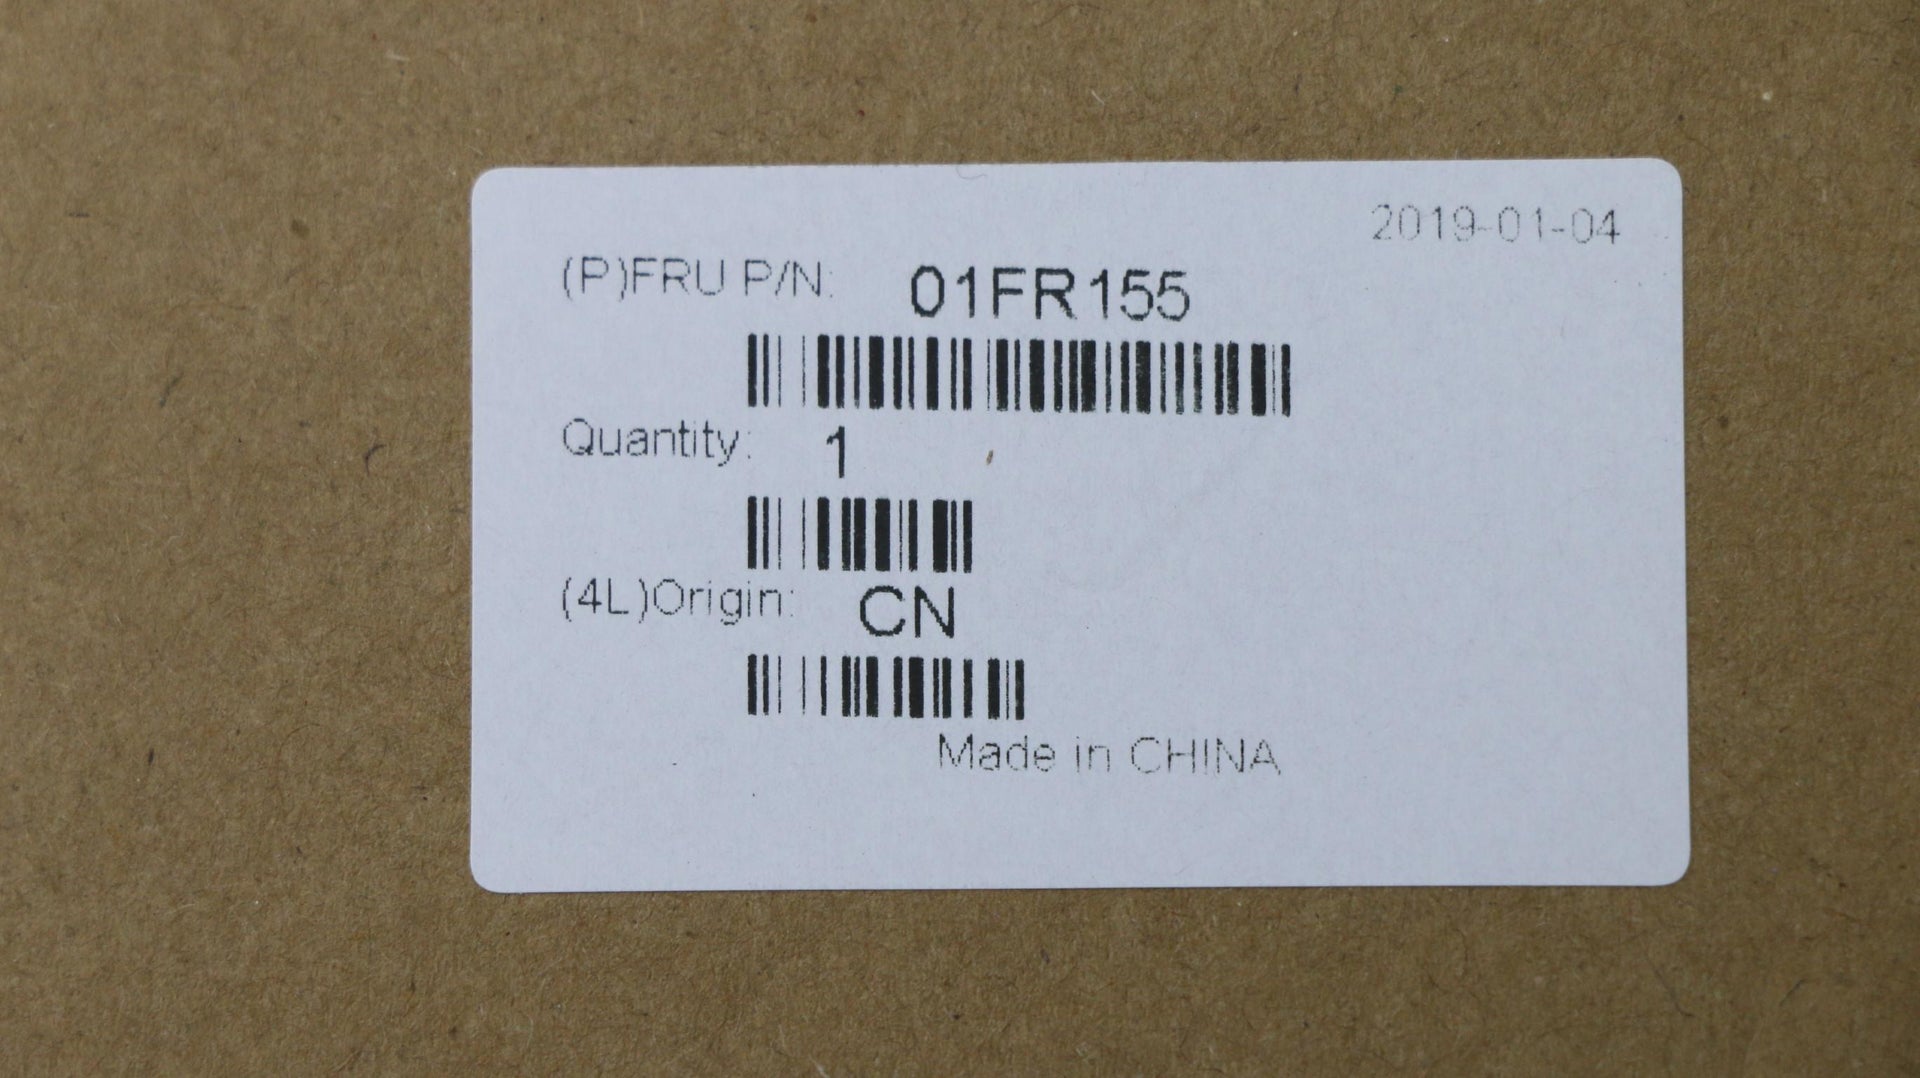 2019-01-04
(P)FRU P/N: 01FR155
Quantity: 1
(4L)Origin: CN
Made in CHINA